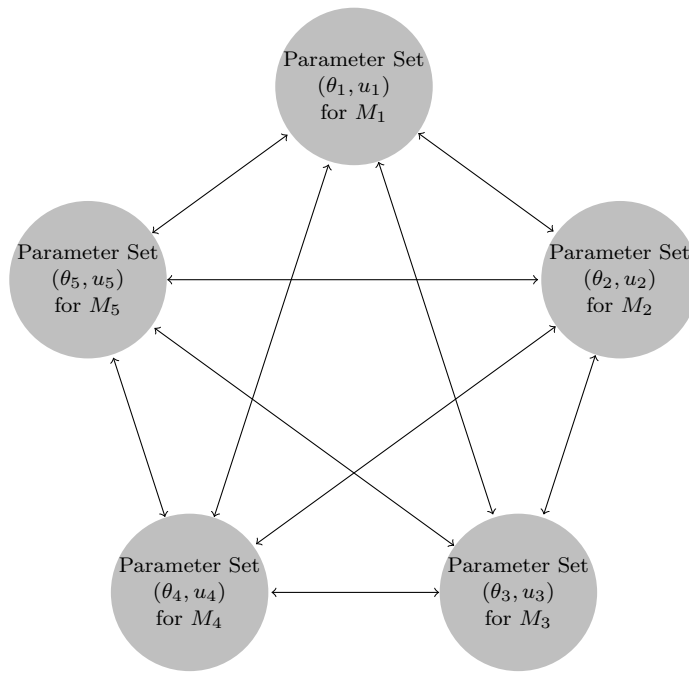 Parameter Set
(θ₁, u₁)
for M₁
Parameter Set
(θ₅, u₅)
for M₅
Parameter Set
(θ₂, u₂)
for M₂
Parameter Set
(θ₄, u₄)
for M₄
Parameter Set
(θ₃, u₃)
for M₃